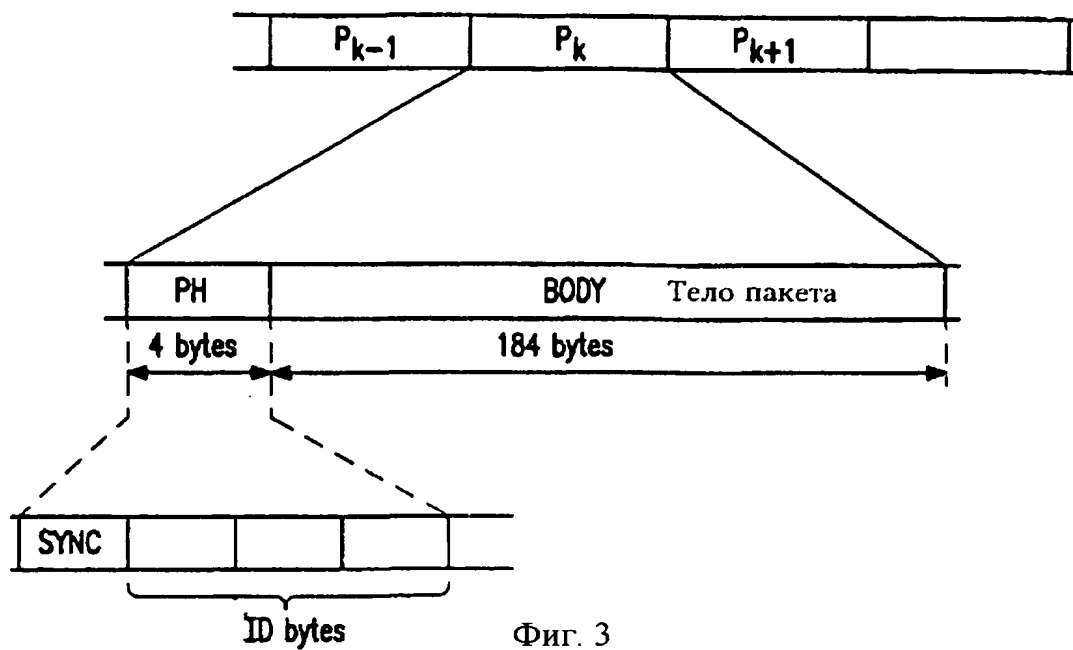 P_{k-1} P_k P_{k+1}
PH BODY Тело пакета
4 bytes 184 bytes
SYNC
ID bytes
Фиг. 3